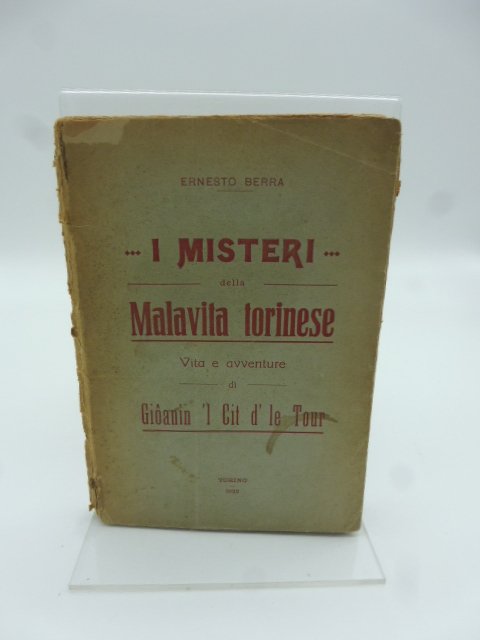 ERNESTO BERRA
I MISTERI
della
Malavita torinese
Vita e avventure
di
Giôanin 'l Cit d' le Tour
TORINO